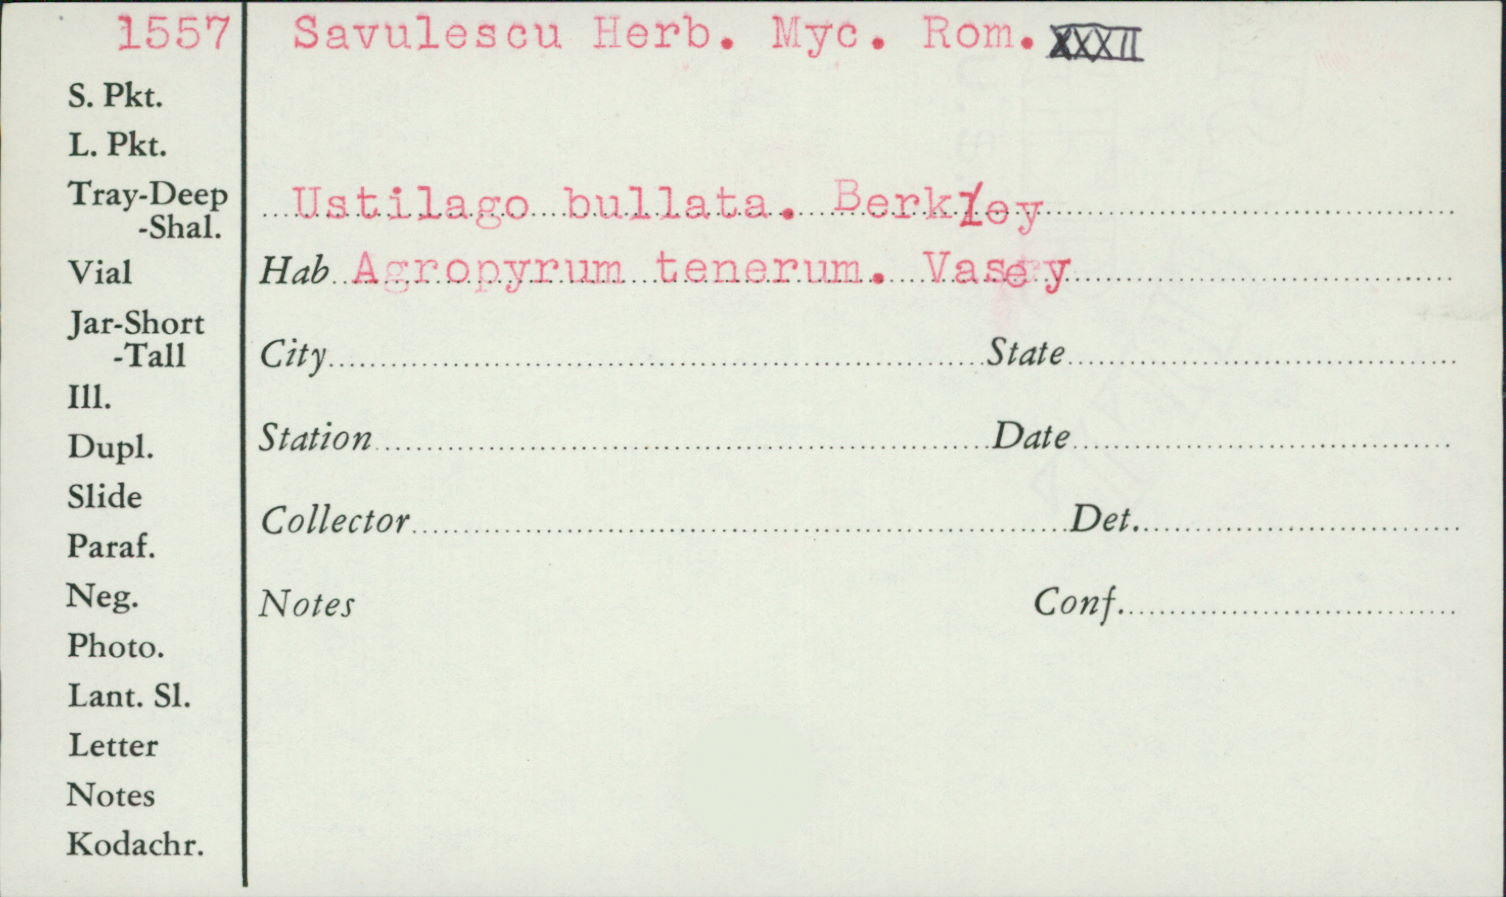 1557 Savulescu Herb. Myc. Rom. XXXII
S. Pkt.
L. Pkt.
Tray-Deep
-Shal.
Ustilago bullata. Berkley
Vial
Hab Agropyrum tenerum. Vasey
Jar-Short
-Tall
City State
Ill.
Dupl.
Station Date
Slide
Collector Det.
Paraf.
Neg.
Notes Conf.
Photo.
Lant. Sl.
Letter
Notes
Kodachr.